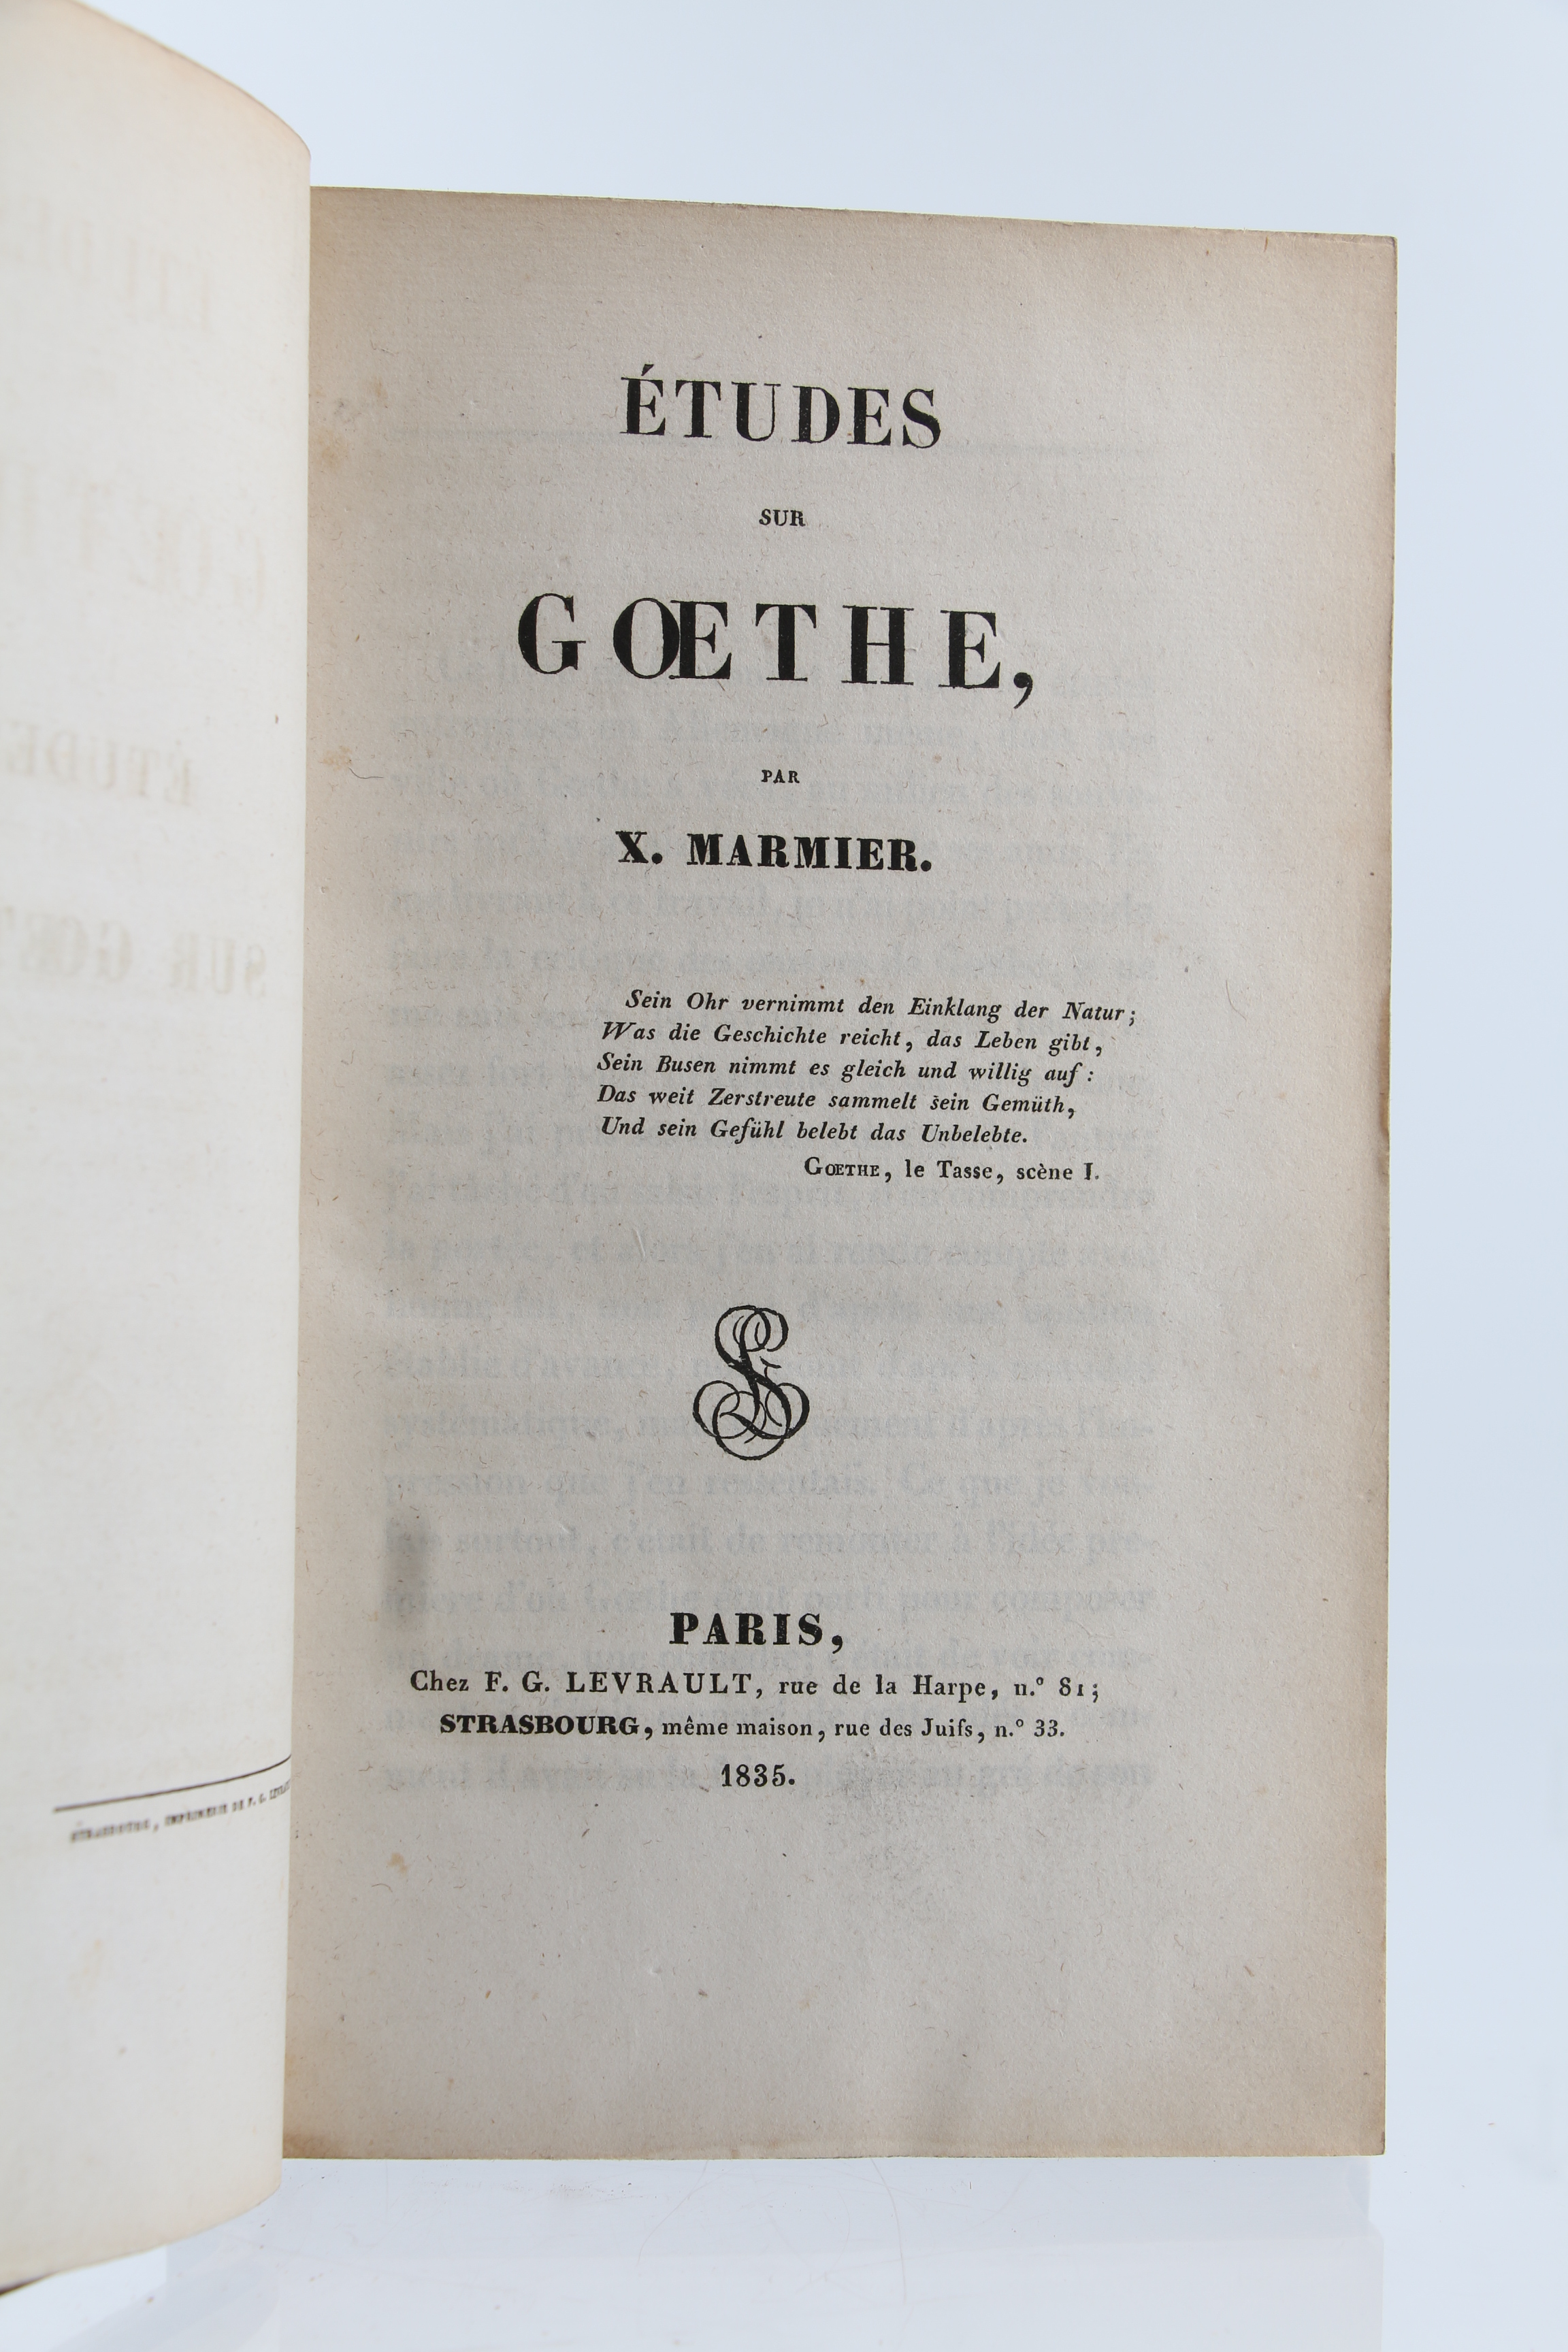 STRASBOURG, IMPRIMERIE DE F. G.
ÉTUDES
SUR
GŒTHE,
PAR
X. MARMIER.
Sein Ohr vernimmt den Einklang der Natur;
Was die Geschichte reicht, das Leben gibt,
Sein Busen nimmt es gleich und willig auf:
Das weit Zerstreute sammelt sein Gemüth,
Und sein Gefühl belebt das Unbelebte.
GŒTHE, le Tasse, scène I.
PARIS,
Chez F. G. LEVRAULT, rue de la Harpe, n.º 81;
STRASBOURG, même maison, rue des Juifs, n.º 33.
1835.